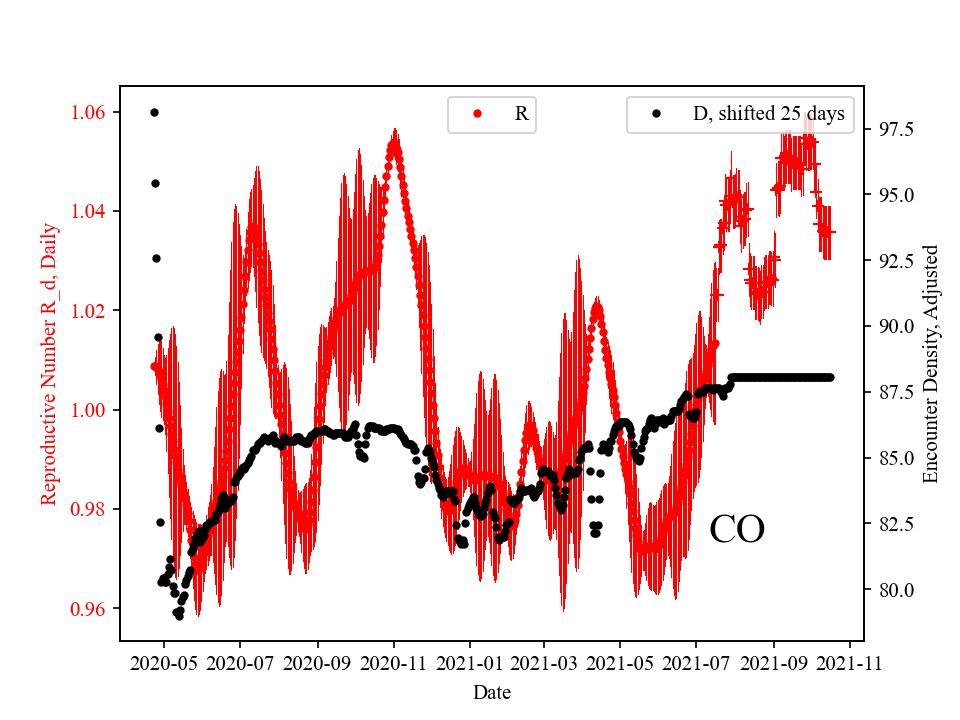 R
D, shifted 25 days
Reproductive Number R_d, Daily
1.06
1.04
1.02
1.00
0.98
0.96
97.5
95.0
92.5
90.0
87.5
85.0
82.5
80.0
Encounter Density, Adjusted
CO
2020-05 2020-07 2020-09 2020-11 2021-01 2021-03 2021-05 2021-07 2021-09 2021-11
Date